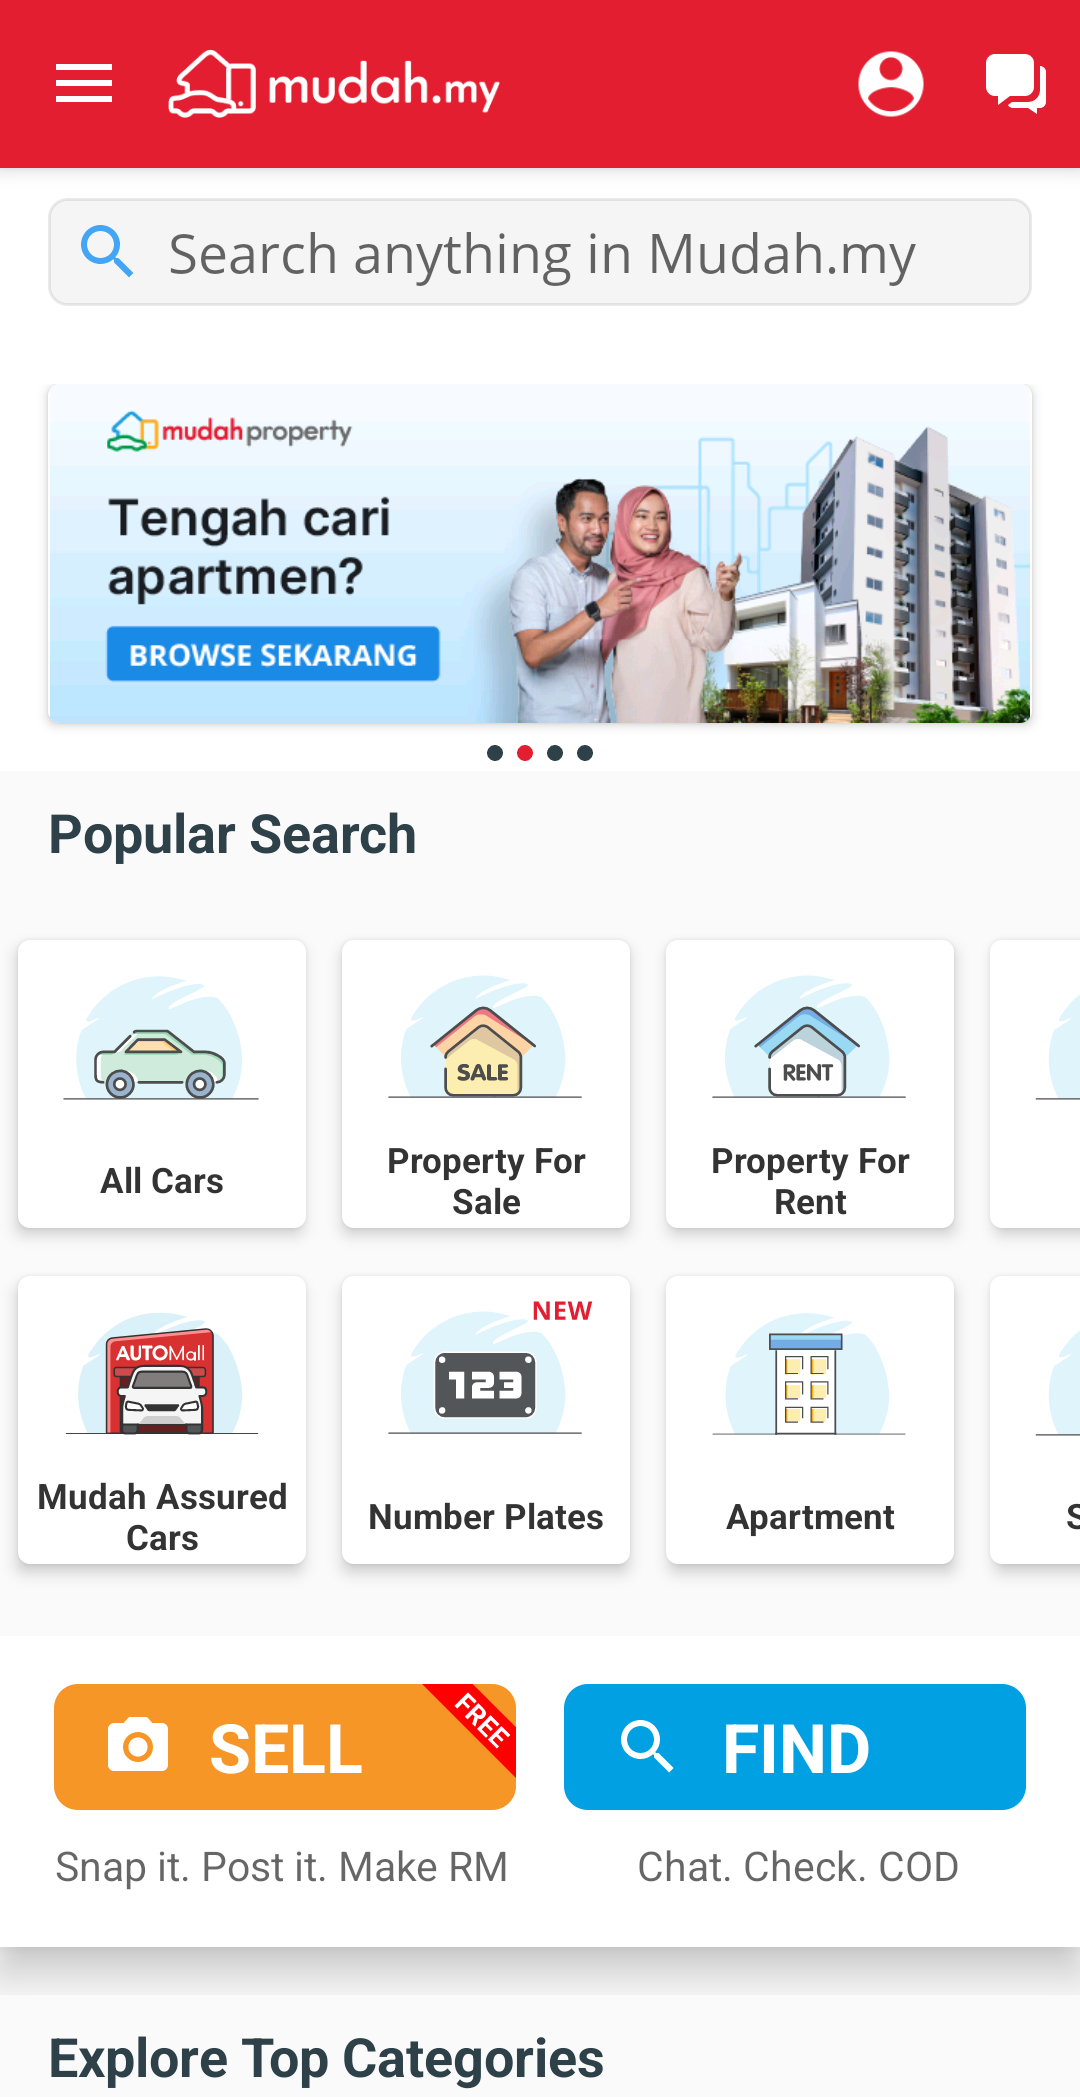 mudah.my
Search anything in Mudah.my
mudah property
Tengah cari
apartmen?
BROWSE SEKARANG
Popular Search
All Cars
SALE
Property For
Sale
RENT
Property For
Rent
AUTOMall
Mudah Assured
Cars
NEW
123
Number Plates
Apartment
S
SELL
FREE
FIND
Snap it. Post it. Make RM
Chat. Check. COD
Explore Top Categories